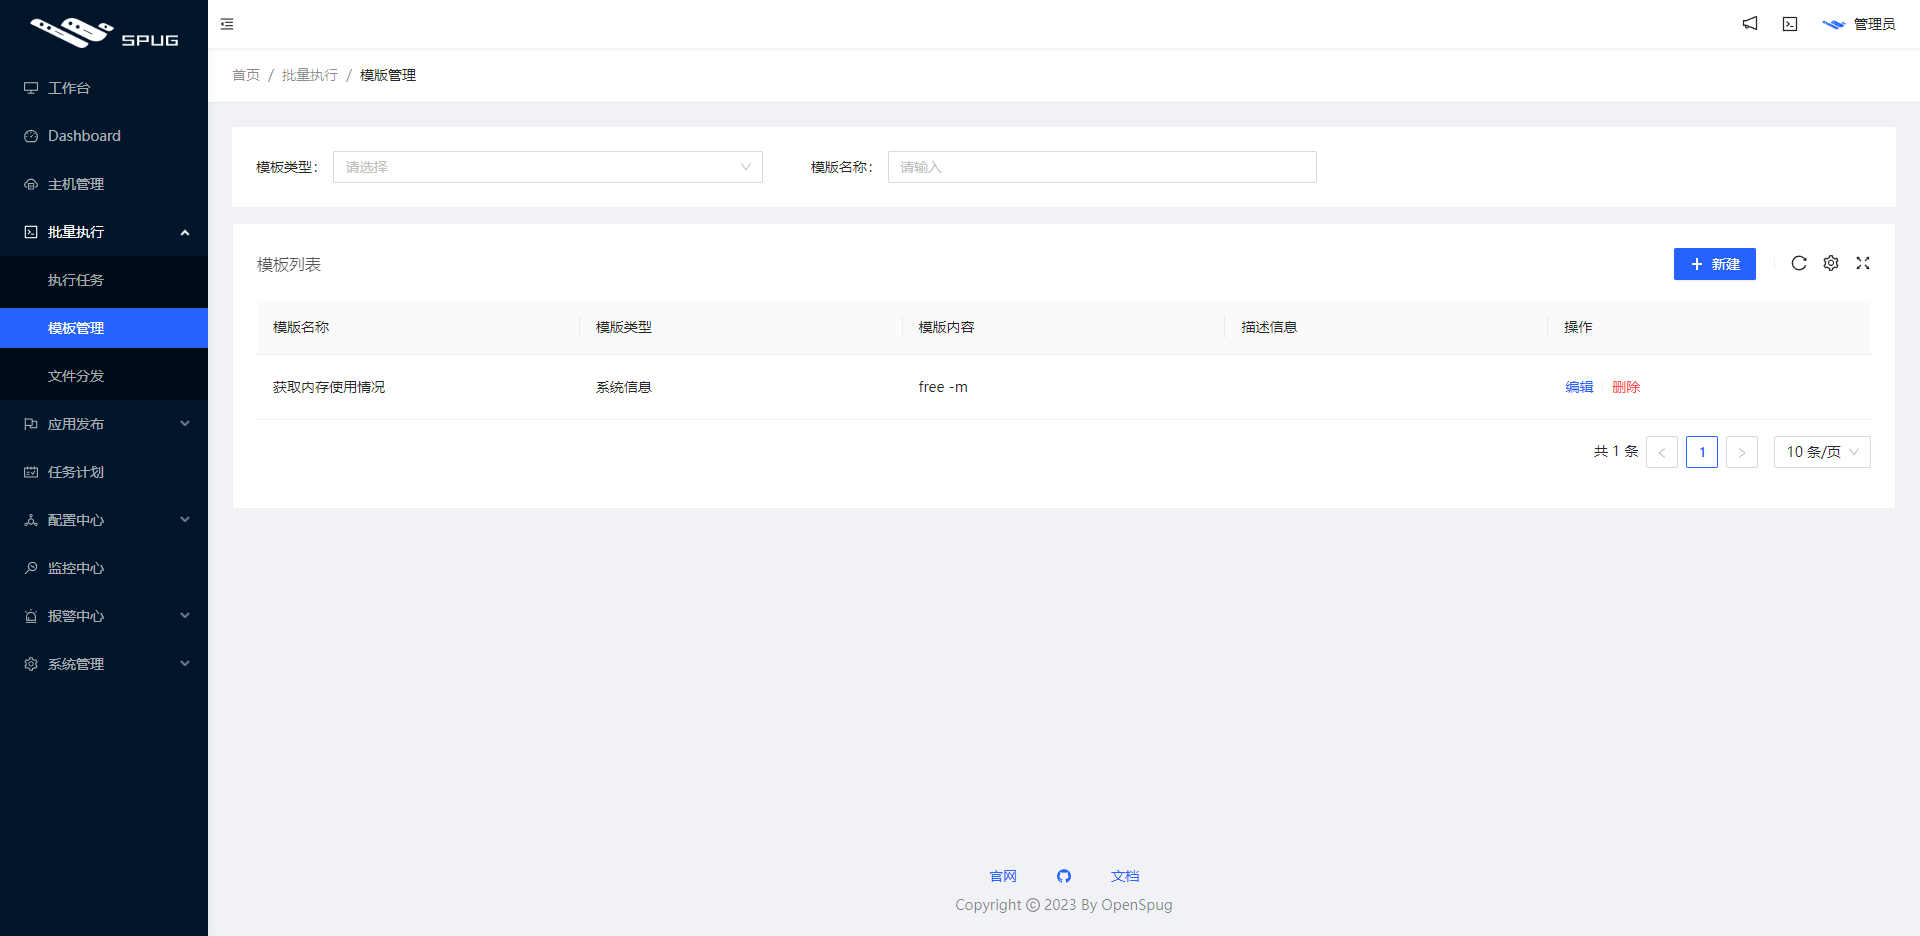 SPUG
管理员
工作台
Dashboard
主机管理
批量执行
执行任务
模板管理
文件分发
应用发布
任务计划
配置中心
监控中心
报警中心
系统管理
首页 / 批量执行 / 模版管理
模板类型： 请选择 模版名称： 请输入
模板列表 新建
模版名称 模版类型 模版内容 描述信息 操作
获取内存使用情况 系统信息 free -m 编辑 删除
共 1 条 < 1 > 10 条/页
官网 文档
Copyright © 2023 By OpenSpug